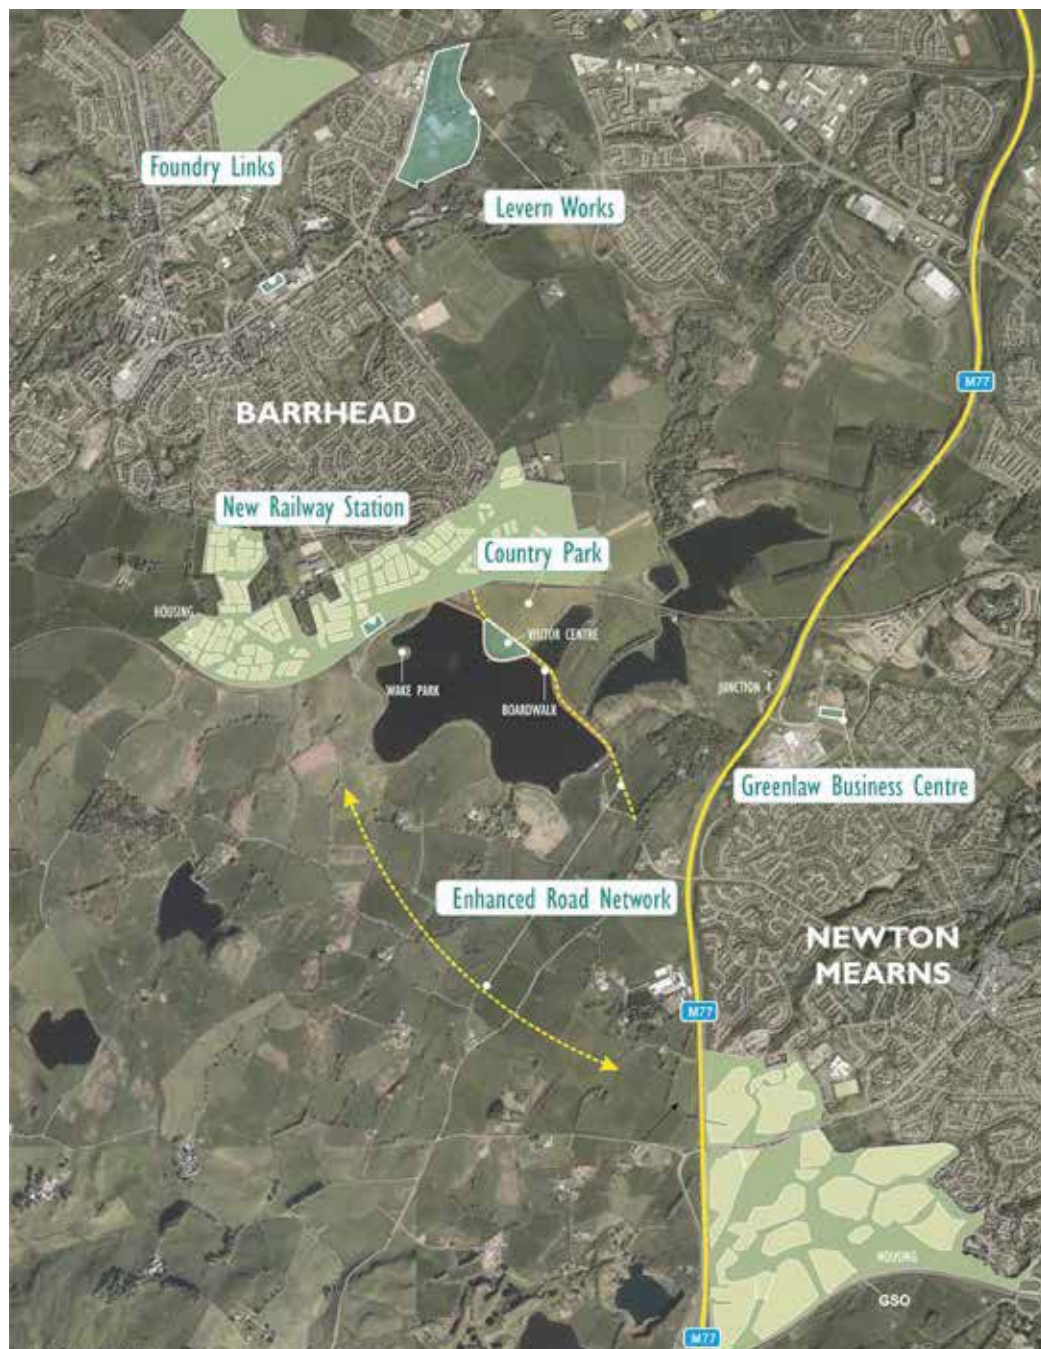 Foundry Links
Levern Works
M77
BARRHEAD
New Railway Station
Country Park
HOUSING
VISITOR CENTRE
WAKE PARK
JUNCTION 4
BOARDWALK
Greenlaw Business Centre
Enhanced Road Network
NEWTON
MEARNS
M77
HOUSING
GSO
M77